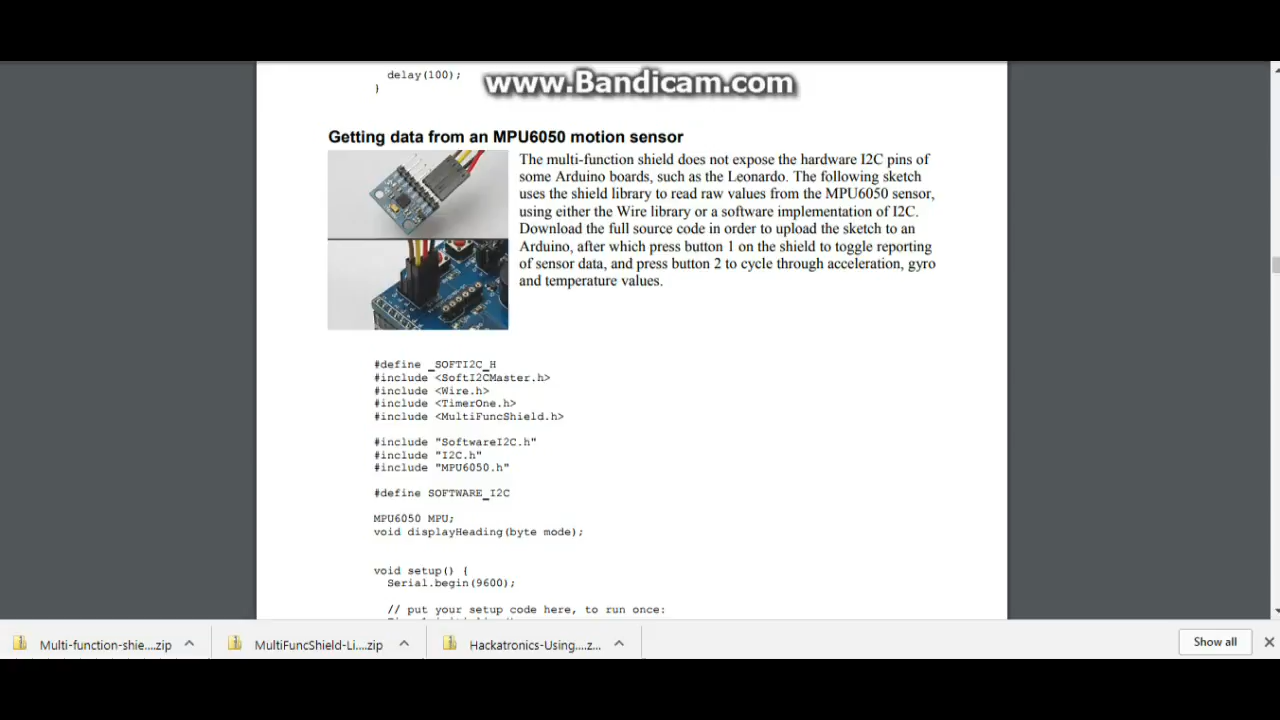 delay(100);
}
www.Bandicam.com
Getting data from an MPU6050 motion sensor
The multi-function shield does not expose the hardware I2C pins of
some Arduino boards, such as the Leonardo. The following sketch
uses the shield library to read raw values from the MPU6050 sensor,
using either the Wire library or a software implementation of I2C.
Download the full source code in order to upload the sketch to an
Arduino, after which press button 1 on the shield to toggle reporting
of sensor data, and press button 2 to cycle through acceleration, gyro
and temperature values.
#define _SOFTI2C_H
#include <SoftI2CMaster.h>
#include <Wire.h>
#include <TimerOne.h>
#include <MultiFuncShield.h>
#include "SoftwareI2C.h"
#include "I2C.h"
#include "MPU6050.h"
#define SOFTWARE_I2C
MPU6050 MPU;
void displayHeading(byte mode);
void setup() {
Serial.begin(9600);
// put your setup code here, to run once:
Multi-function-shie....zip
MultiFuncShield-Li....zip
Hackatronics-Using....z...
Show all